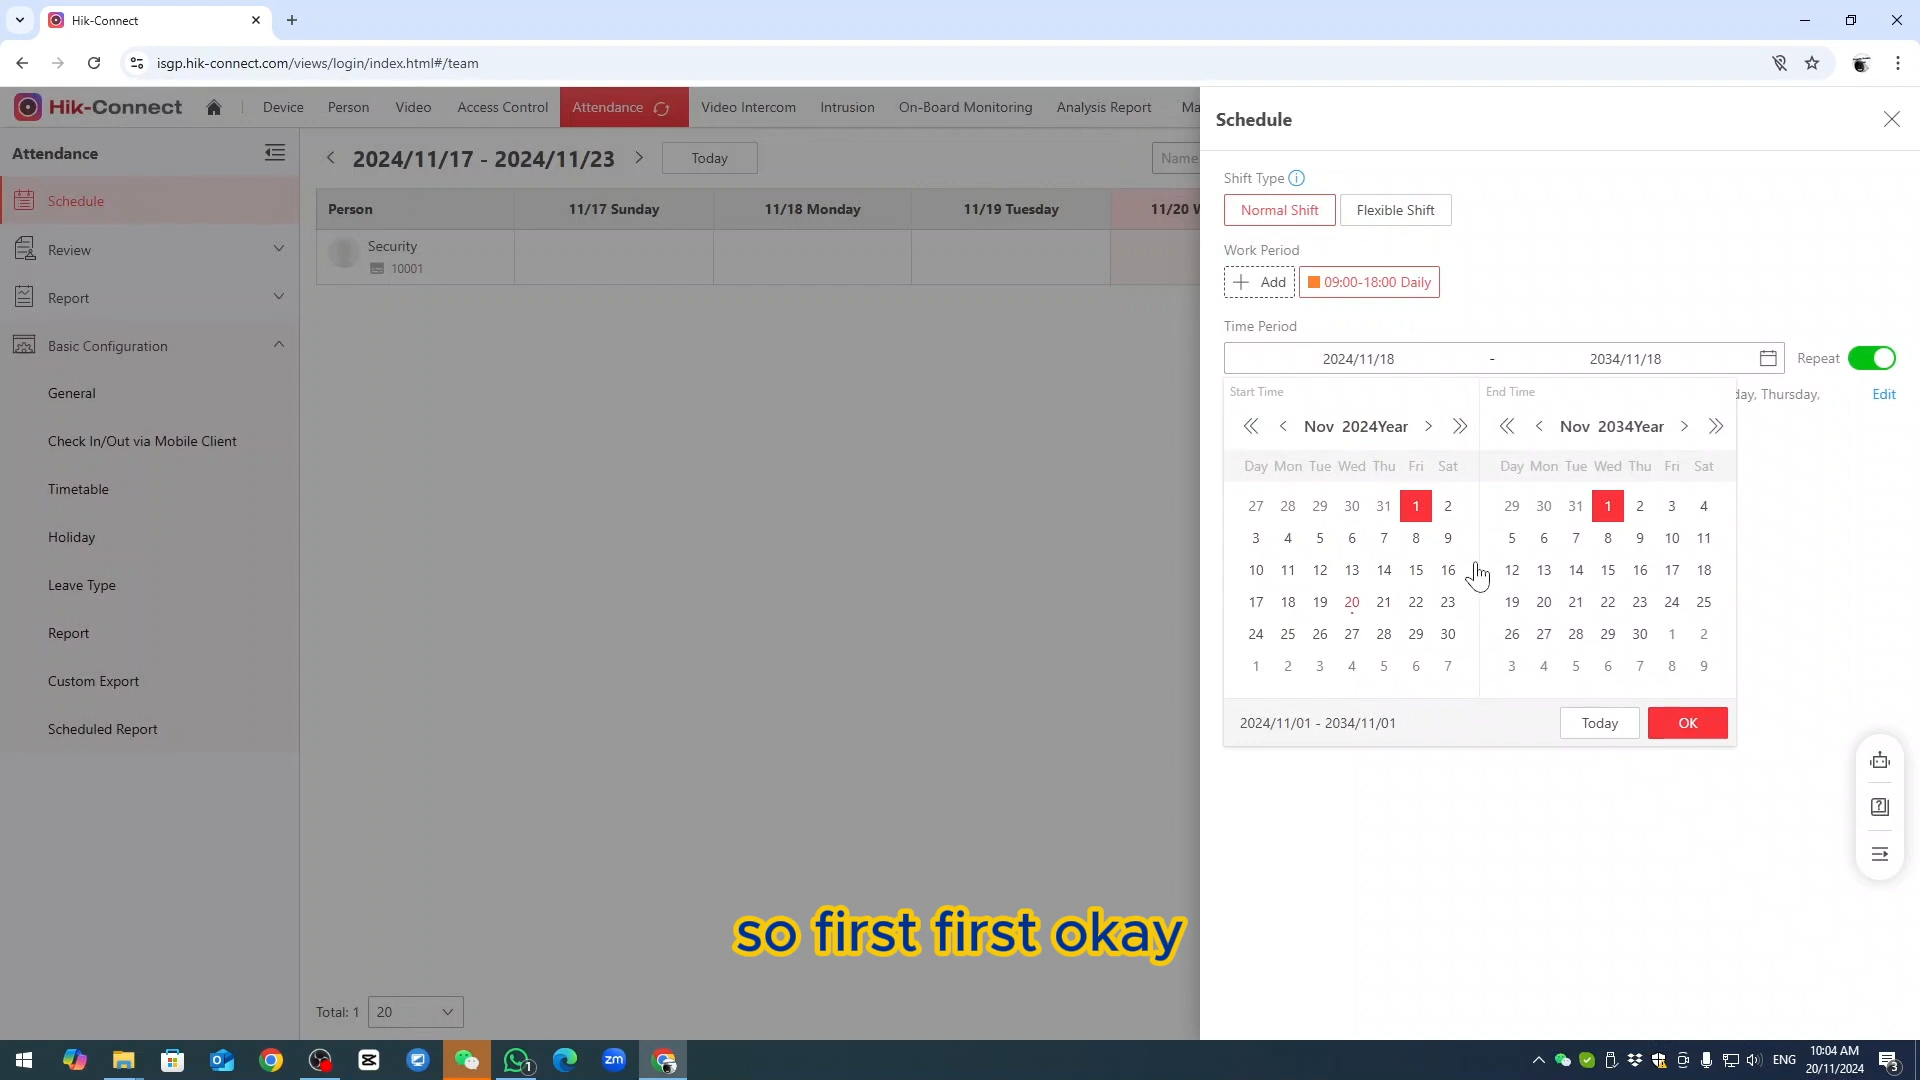 Hik-Connect
isgp.hik-connect.com/views/login/index.html#/team
Hik-Connect
Device Person Video Access Control Attendance Video Intercom Intrusion On-Board Monitoring Analysis Report Ma
Attendance
Schedule
Review
Report
Basic Configuration
General
Check In/Out via Mobile Client
Timetable
Holiday
Leave Type
Report
Custom Export
Scheduled Report
2024/11/17 - 2024/11/23 Today Name
Person 11/17 Sunday 11/18 Monday 11/19 Tuesday 11/20 W
Security
10001
Total: 1 20
Schedule
Shift Type
Normal Shift Flexible Shift
Work Period
Add 09:00-18:00 Daily
Time Period
2024/11/18 - 2034/11/18 Repeat
day, Thursday, Edit
Start Time End Time
Nov 2024Year Nov 2034Year
Day Mon Tue Wed Thu Fri Sat Day Mon Tue Wed Thu Fri Sat
27 28 29 30 31 1 2 29 30 31 1 2 3 4
3 4 5 6 7 8 9 5 6 7 8 9 10 11
10 11 12 13 14 15 16 12 13 14 15 16 17 18
17 18 19 20 21 22 23 19 20 21 22 23 24 25
24 25 26 27 28 29 30 26 27 28 29 30 1 2
1 2 3 4 5 6 7 3 4 5 6 7 8 9
2024/11/01 - 2034/11/01 Today OK
so first first okay
zm
1
ENG
10:04 AM
20/11/2024
3